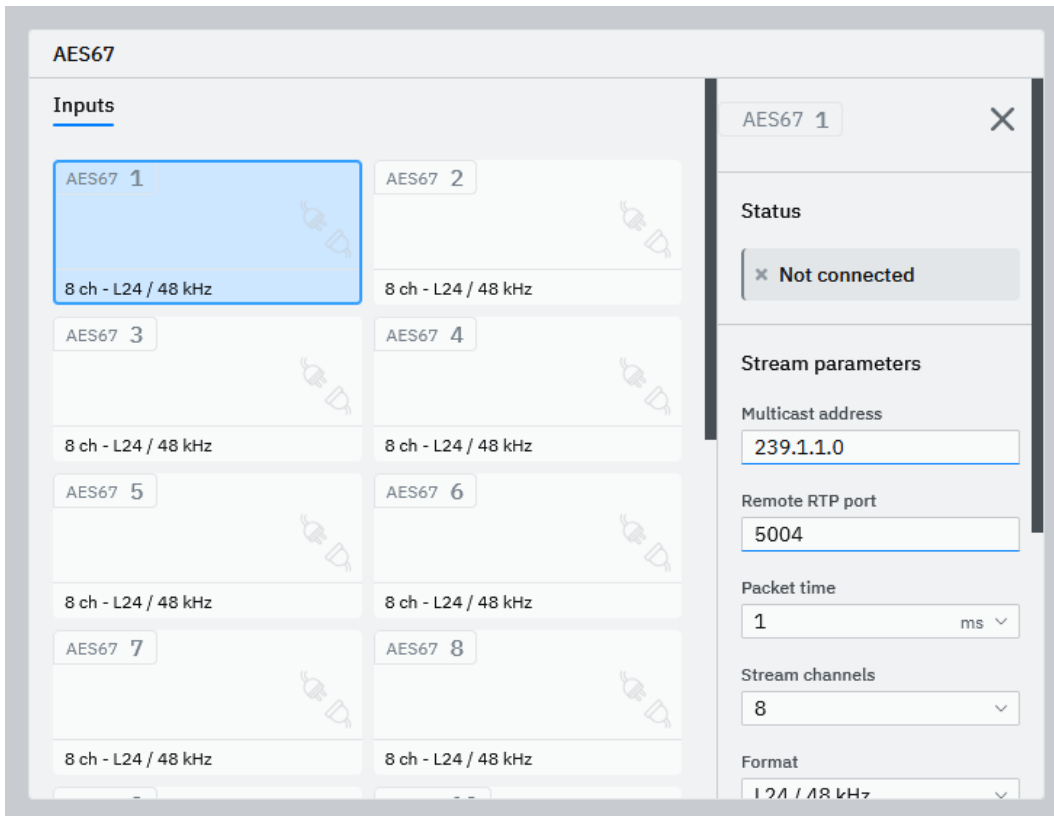 AES67
Inputs
AES67 1
8 ch - L24 / 48 kHz
AES67 2
8 ch - L24 / 48 kHz
AES67 3
8 ch - L24 / 48 kHz
AES67 4
8 ch - L24 / 48 kHz
AES67 5
8 ch - L24 / 48 kHz
AES67 6
8 ch - L24 / 48 kHz
AES67 7
8 ch - L24 / 48 kHz
AES67 8
8 ch - L24 / 48 kHz
AES67 1
Status
Not connected
Stream parameters
Multicast address
239.1.1.0
Remote RTP port
5004
Packet time
1 ms
Stream channels
8
Format
L24 / 48 kHz